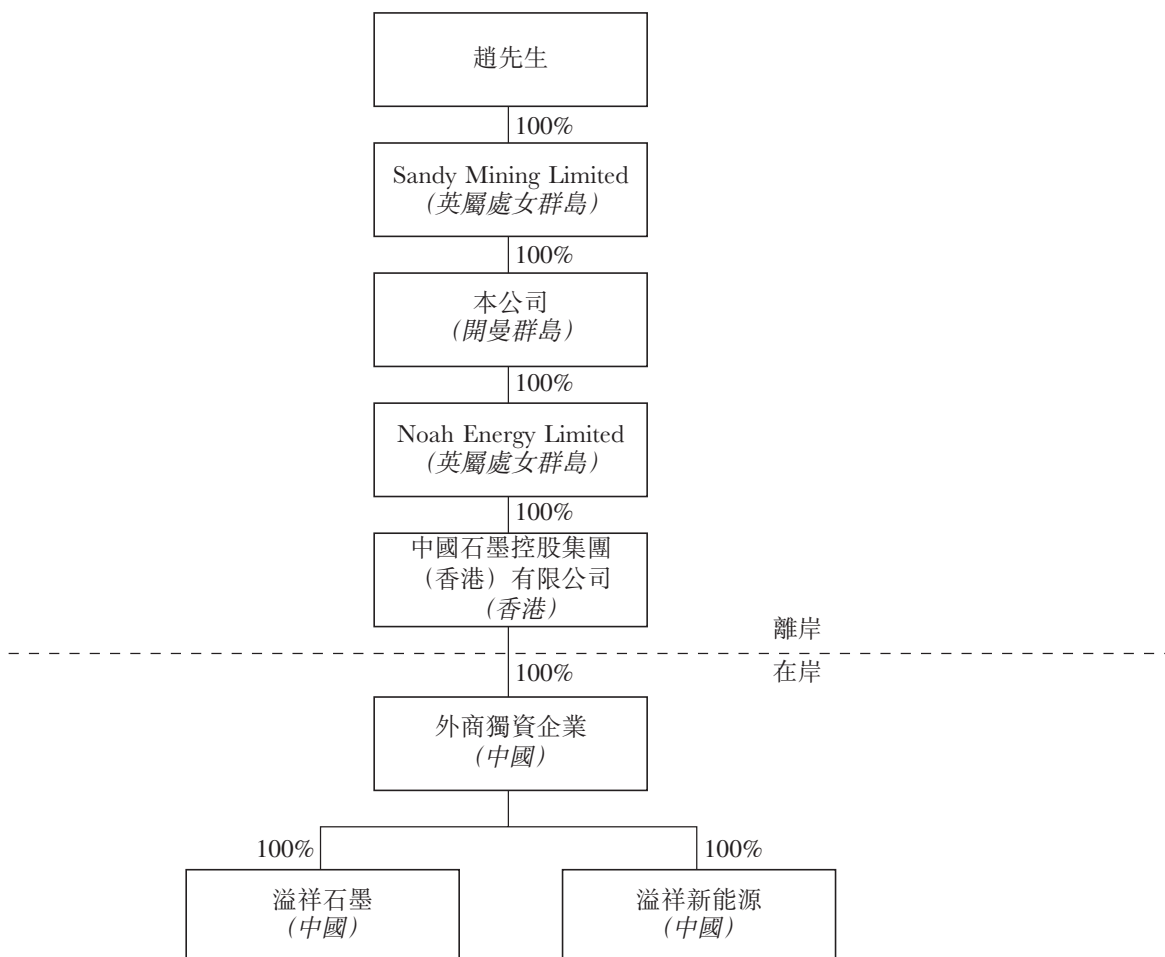 趙先生
100%
Sandy Mining Limited
（英屬處女群島）
100%
本公司
（開曼群島）
100%
Noah Energy Limited
（英屬處女群島）
100%
中國石墨控股集團
（香港）有限公司
（香港）
離岸
100%
在岸
外商獨資企業
（中國）
100%
100%
溢祥石墨
（中國）
溢祥新能源
（中國）